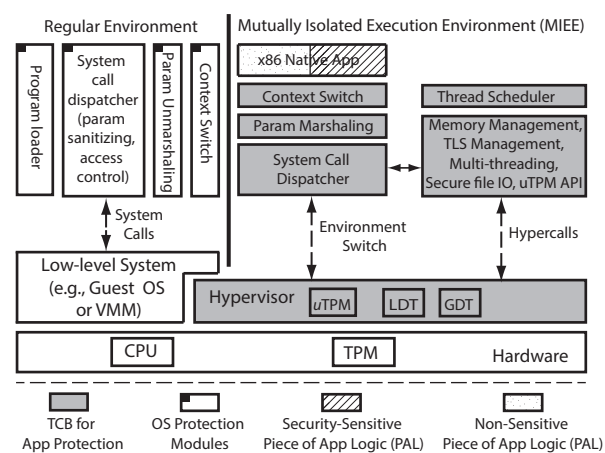 Regular Environment
Mutually Isolated Execution Environment (MIEE)
Program loader
System
call
dispatcher
(param
sanitizing,
access
control)
Param Unmarshaling
Context Switch
x86 Native App
Context Switch
Param Marshaling
System Call
Dispatcher
Thread Scheduler
Memory Management,
TLS Management,
Multi-threading,
Secure file IO, uTPM API
System
Calls
Environment
Switch
Hypercalls
Low-level System
(e.g., Guest OS
or VMM)
Hypervisor
uTPM
LDT
GDT
CPU
TPM
Hardware
TCB for
App Protection
OS Protection
Modules
Security-Sensitive
Piece of App Logic (PAL)
Non-Sensitive
Piece of App Logic (PAL)